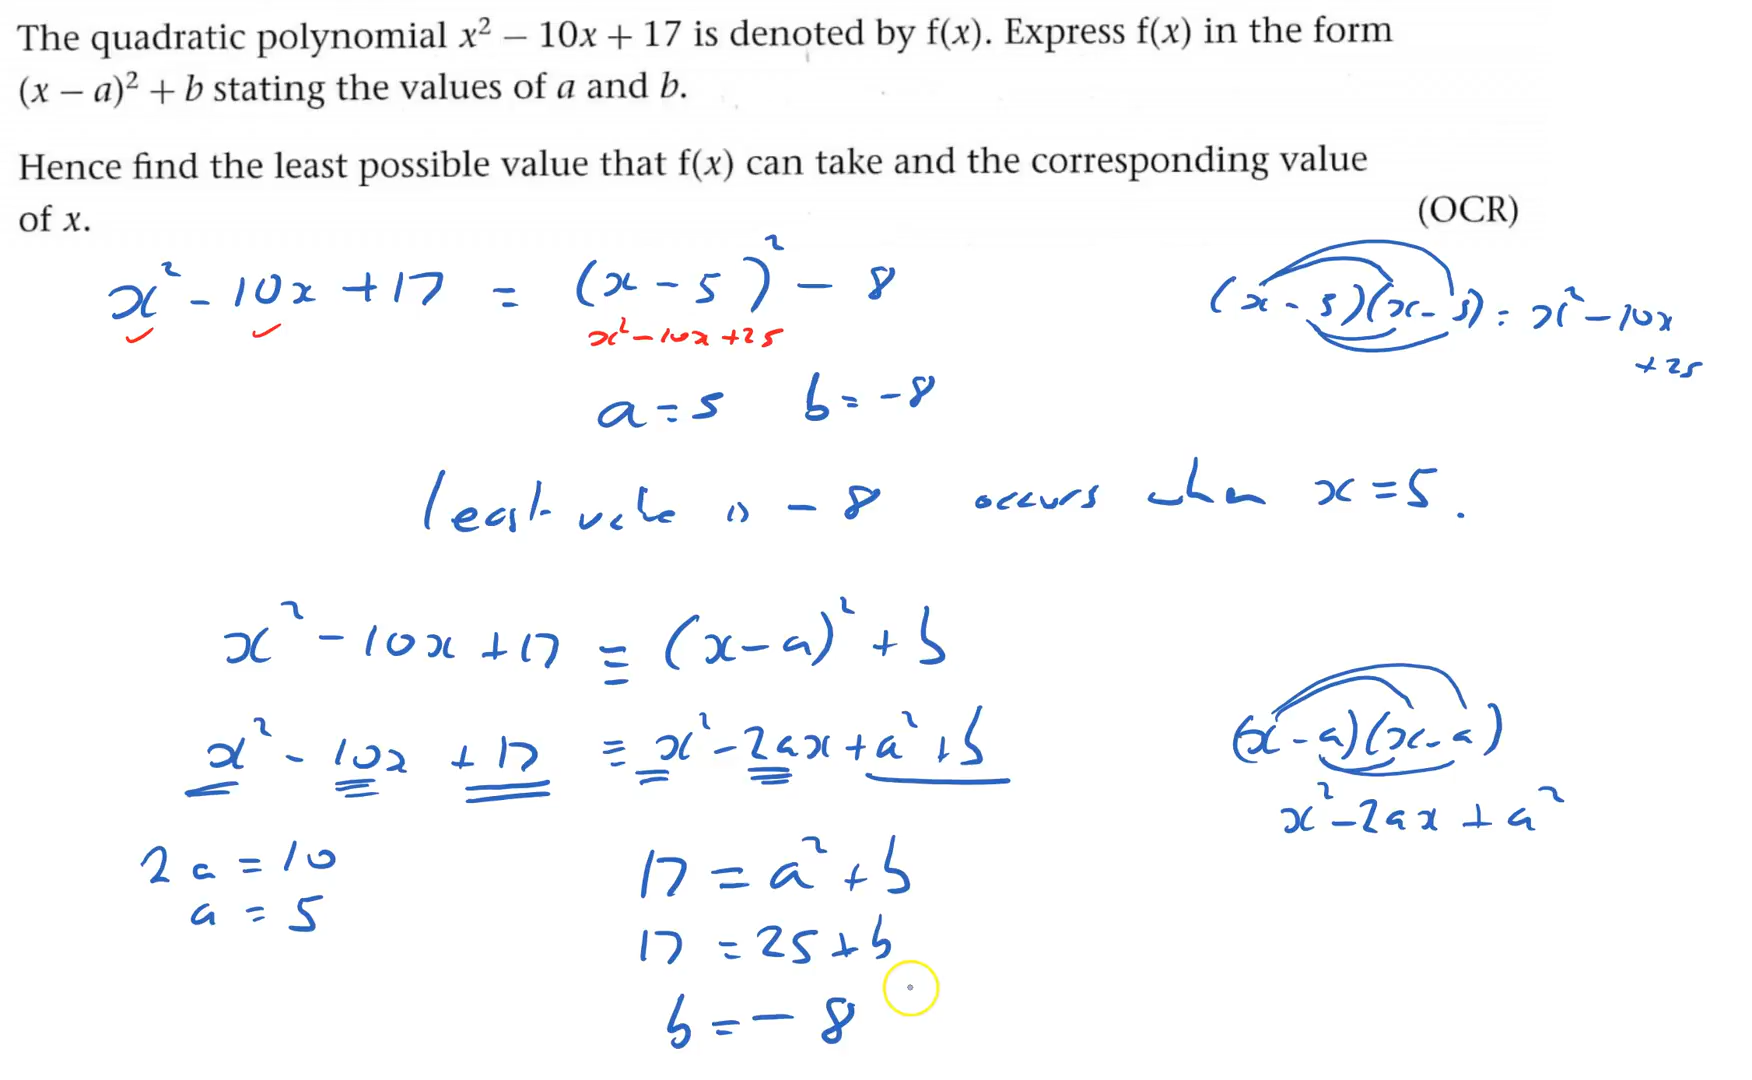 The quadratic polynomial x² − 10x + 17 is denoted by f(x). Express f(x) in the form
(x − a)² + b stating the values of a and b.
Hence find the least possible value that f(x) can take and the corresponding value
of x.
(OCR)
x² - 10x + 17 = (x - 5)² - 8
x² - 10x + 25
(x - 5)(x - 5) = x² - 10x
+ 25
a = 5 b = -8
least value is - 8 occurs when x = 5.
x² - 10x + 17 ≡ (x - a)² + b
x² - 10x + 17 ≡ x² - 2ax + a² + b
(x - a)(x - a)
x² - 2ax + a²
2a = 10
a = 5
17 = a² + b
17 = 25 + b
b = - 8